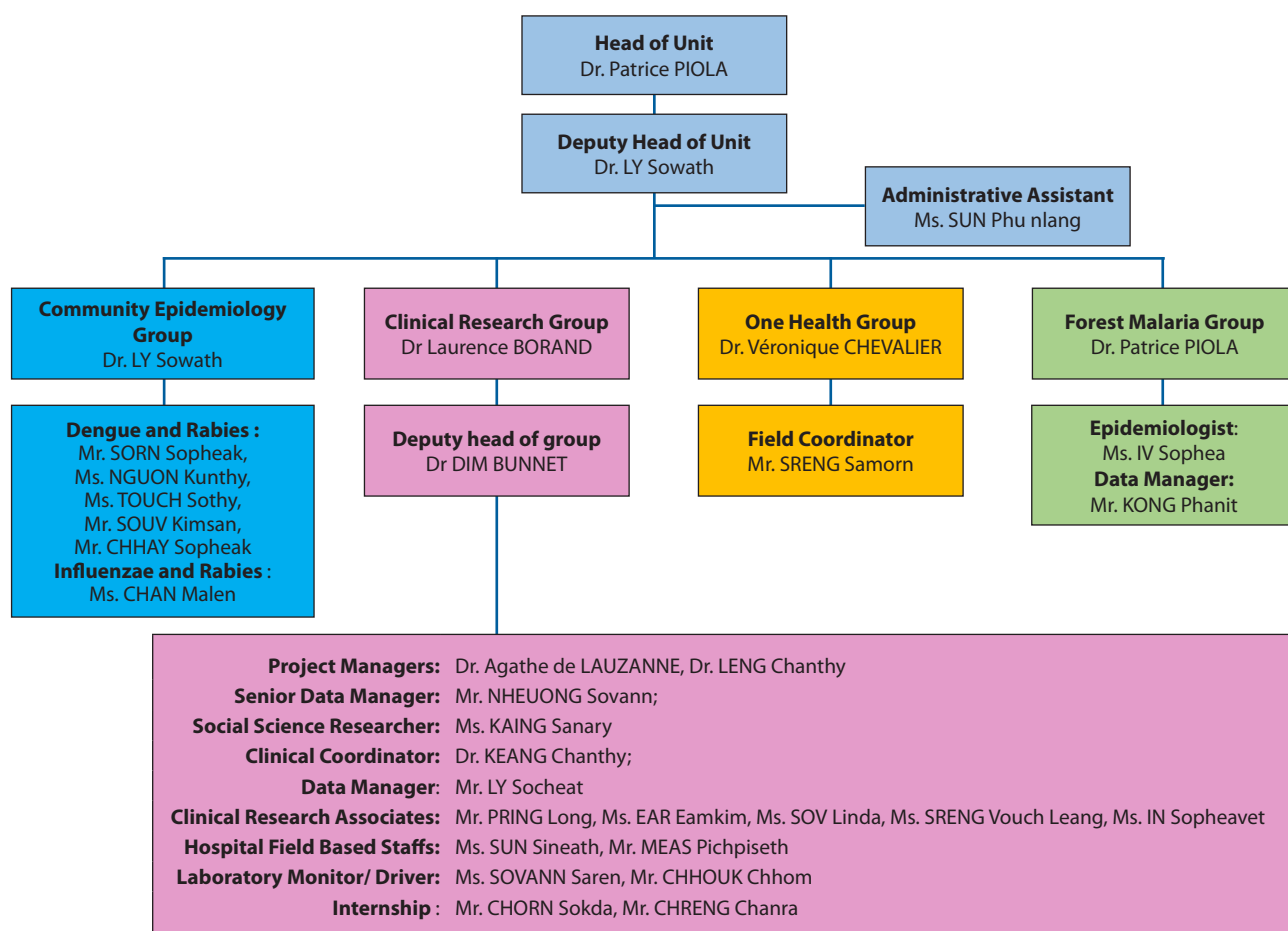 Head of Unit
Dr. Patrice PIOLA
Deputy Head of Unit
Dr. LY Sowath
Administrative Assistant
Ms. SUN Phu nlang
Community Epidemiology
Group
Dr. LY Sowath
Clinical Research Group
Dr Laurence BORAND
One Health Group
Dr. Véronique CHEVALIER
Forest Malaria Group
Dr. Patrice PIOLA
Dengue and Rabies :
Mr. SORN Sopheak,
Ms. NGUON Kunthy,
Ms. TOUCH Sothy,
Mr. SOUV Kimsan,
Mr. CHHAY Sopheak
Influenzae and Rabies :
Ms. CHAN Malen
Deputy head of group
Dr DIM BUNNET
Field Coordinator
Mr. SRENG Samorn
Epidemiologist:
Ms. IV Sophea
Data Manager:
Mr. KONG Phanit
Project Managers: Dr. Agathe de LAUZANNE, Dr. LENG Chanthy
Senior Data Manager: Mr. NHEUONG Sovann;
Social Science Researcher: Ms. KAING Sanary
Clinical Coordinator: Dr. KEANG Chanthy;
Data Manager: Mr. LY Socheat
Clinical Research Associates: Mr. PRING Long, Ms. EAR Eamkim, Ms. SOV Linda, Ms. SRENG Vouch Leang, Ms. IN Sopheavet
Hospital Field Based Staffs: Ms. SUN Sineath, Mr. MEAS Pichpiseth
Laboratory Monitor/ Driver: Ms. SOVANN Saren, Mr. CHHOUK Chhom
Internship : Mr. CHORN Sokda, Mr. CHRENG Chanra